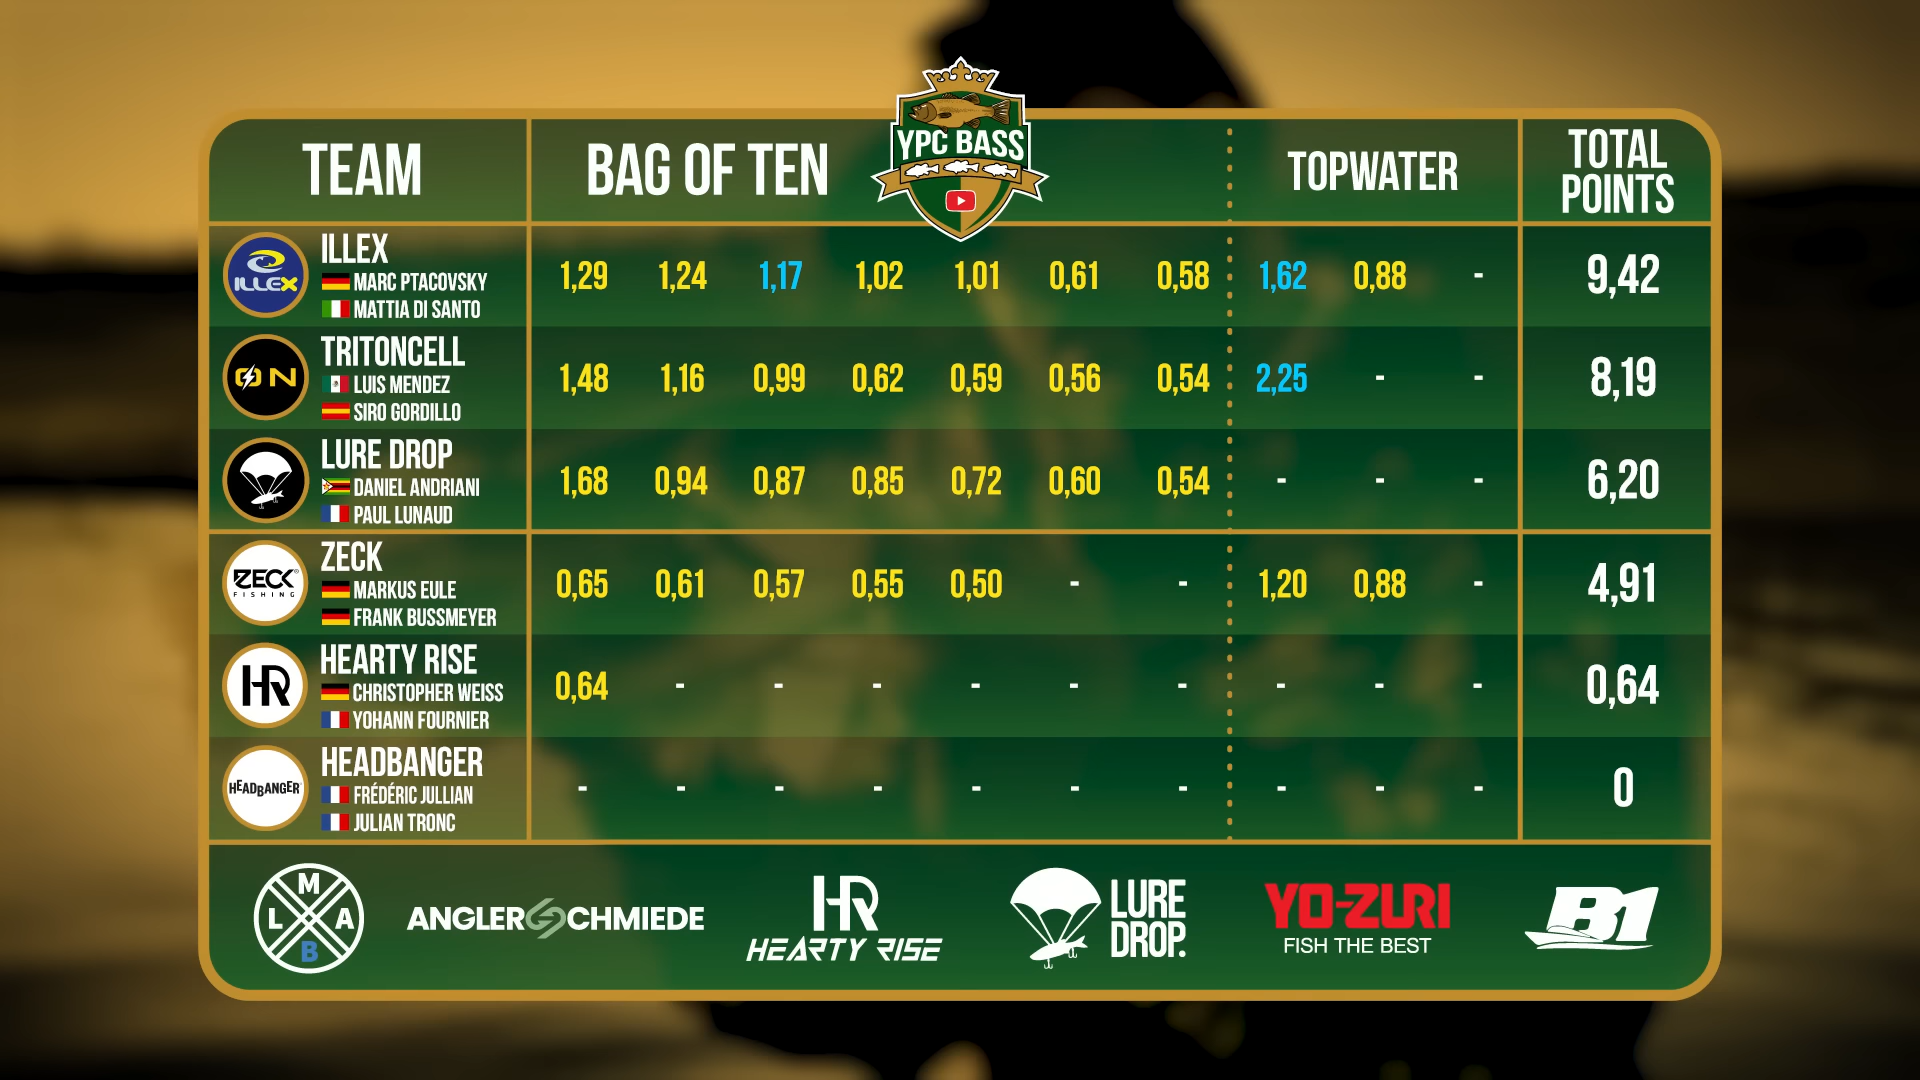 YPC BASS
TEAM BAG OF TEN TOPWATER TOTAL POINTS
ILLEX
ILLEX
MARC PTACOVSKY
MATTIA DI SANTO
1,29 1,24 1,17 1,02 1,01 0,61 0,58 1,62 0,88 - 9,42
ON
TRITONCELL
LUIS MENDEZ
SIRO GORDILLO
1,48 1,16 0,99 0,62 0,59 0,56 0,54 2,25 - - 8,19
LURE DROP
DANIEL ANDRIANI
PAUL LUNAUD
1,68 0,94 0,87 0,85 0,72 0,60 0,54 - - - 6,20
ZECK
FISHING
ZECK
MARKUS EULE
FRANK BUSSMEYER
0,65 0,61 0,57 0,55 0,50 - - 1,20 0,88 - 4,91
HR
HEARTY RISE
CHRISTOPHER WEISS
YOHANN FOURNIER
0,64 - - - - - - - - - 0,64
HEADBANGER
HEADBANGER
FRÉDÉRIC JULLIAN
JULIAN TRONC
- - - - - - - - - - 0
M
L A
B
ANGLERSCHMIEDE
HR
HEARTY RISE
LURE
DROP.
YO-ZURI
FISH THE BEST
B1